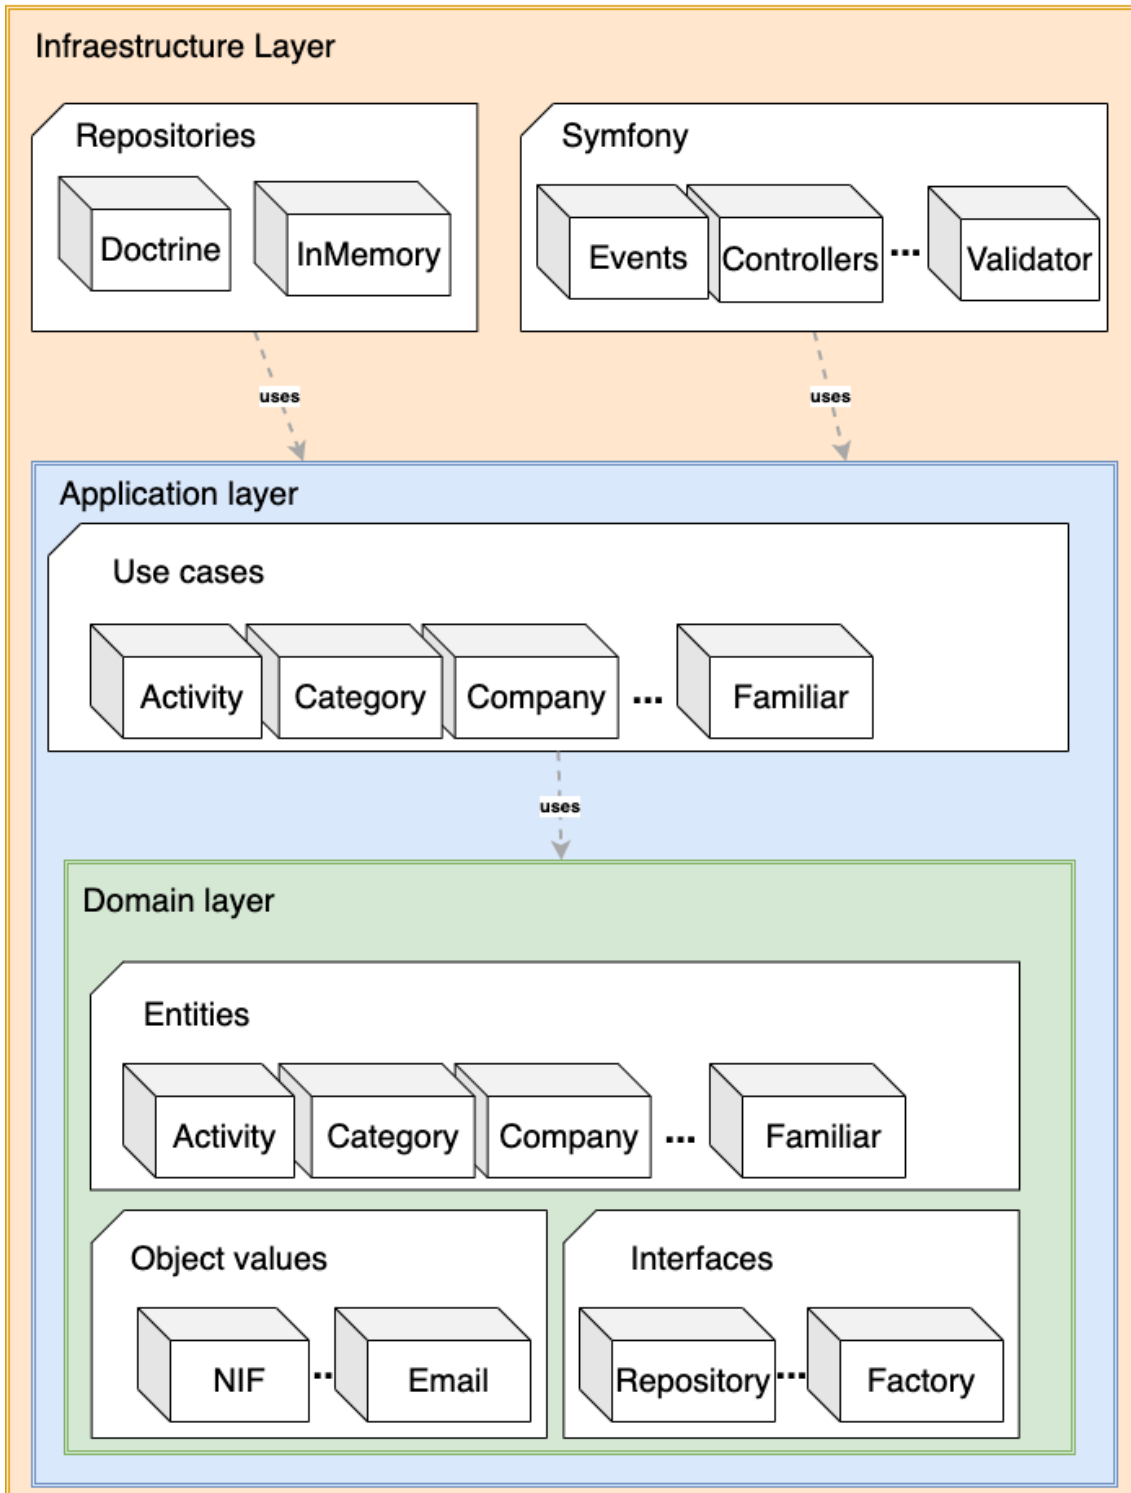 Infraestructure Layer
Repositories
Symfony
Doctrine
InMemory
Events
Controllers
...
Validator
uses
uses
Application layer
Use cases
Activity
Category
Company
...
Familiar
uses
Domain layer
Entities
Activity
Category
Company
...
Familiar
Object values
Interfaces
NIF
..
Email
Repository
...
Factory